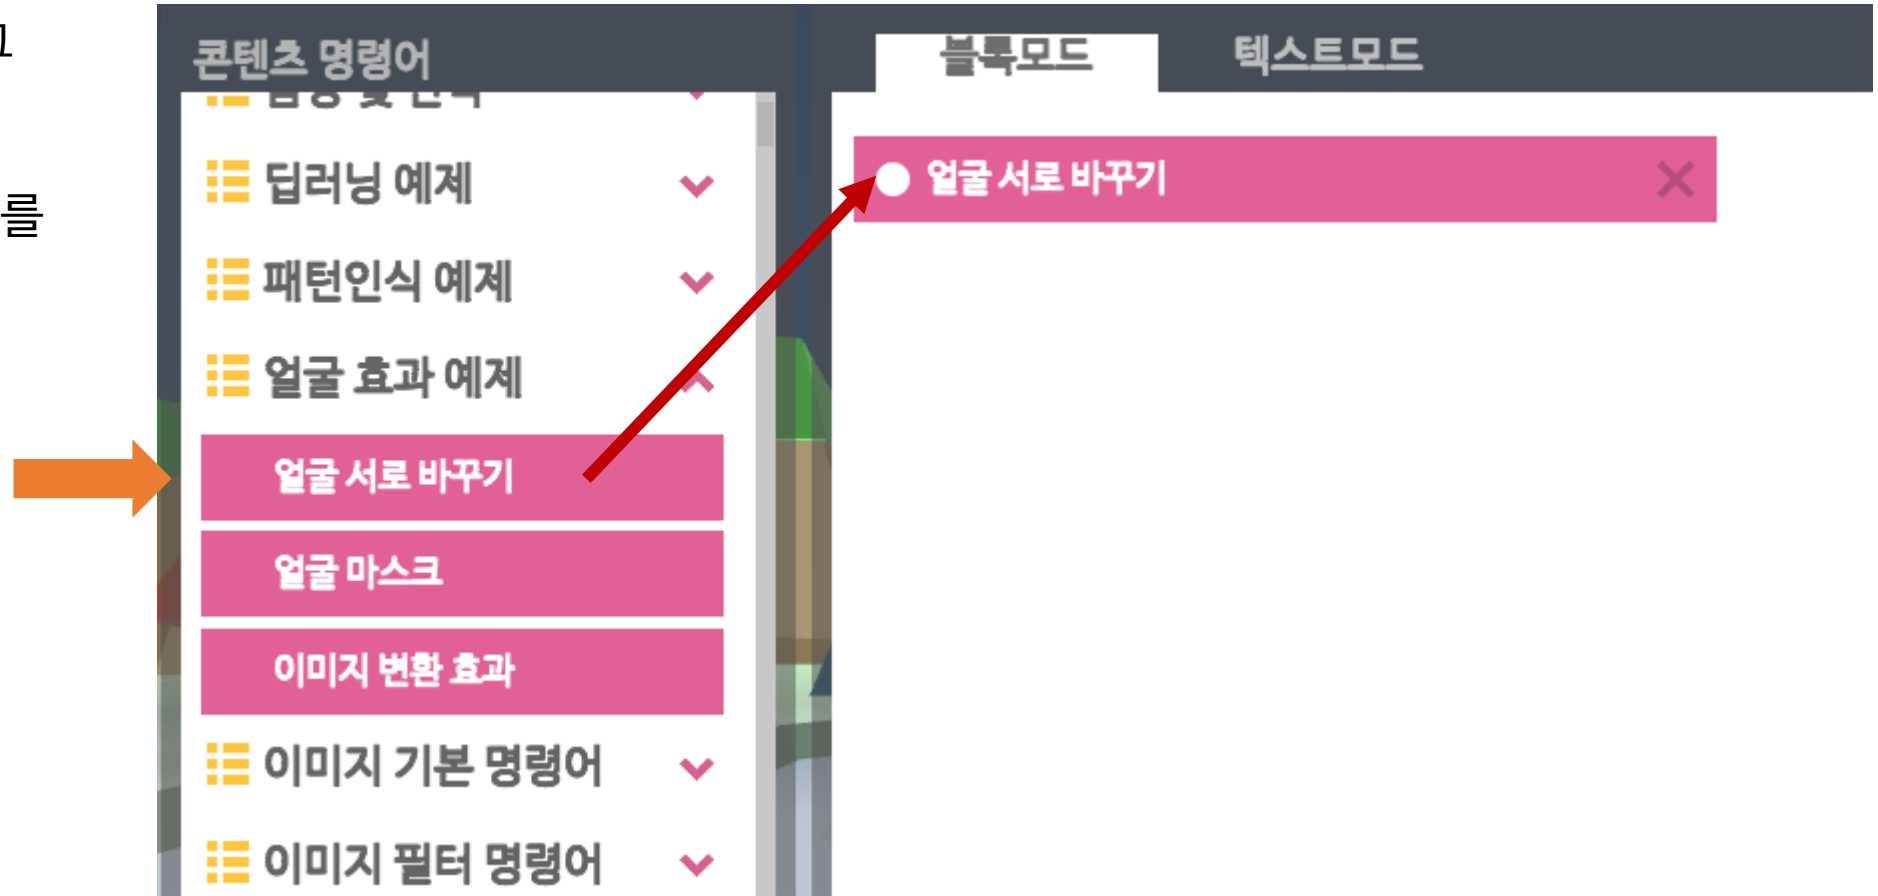 를
콘텐츠 명령어
딥러닝 예제
패턴인식 예제
얼굴 효과 예제
얼굴 서로 바꾸기
얼굴 마스크
이미지 변환 효과
이미지 기본 명령어
이미지 필터 명령어
블록모드 텍스트모드
얼굴 서로 바꾸기